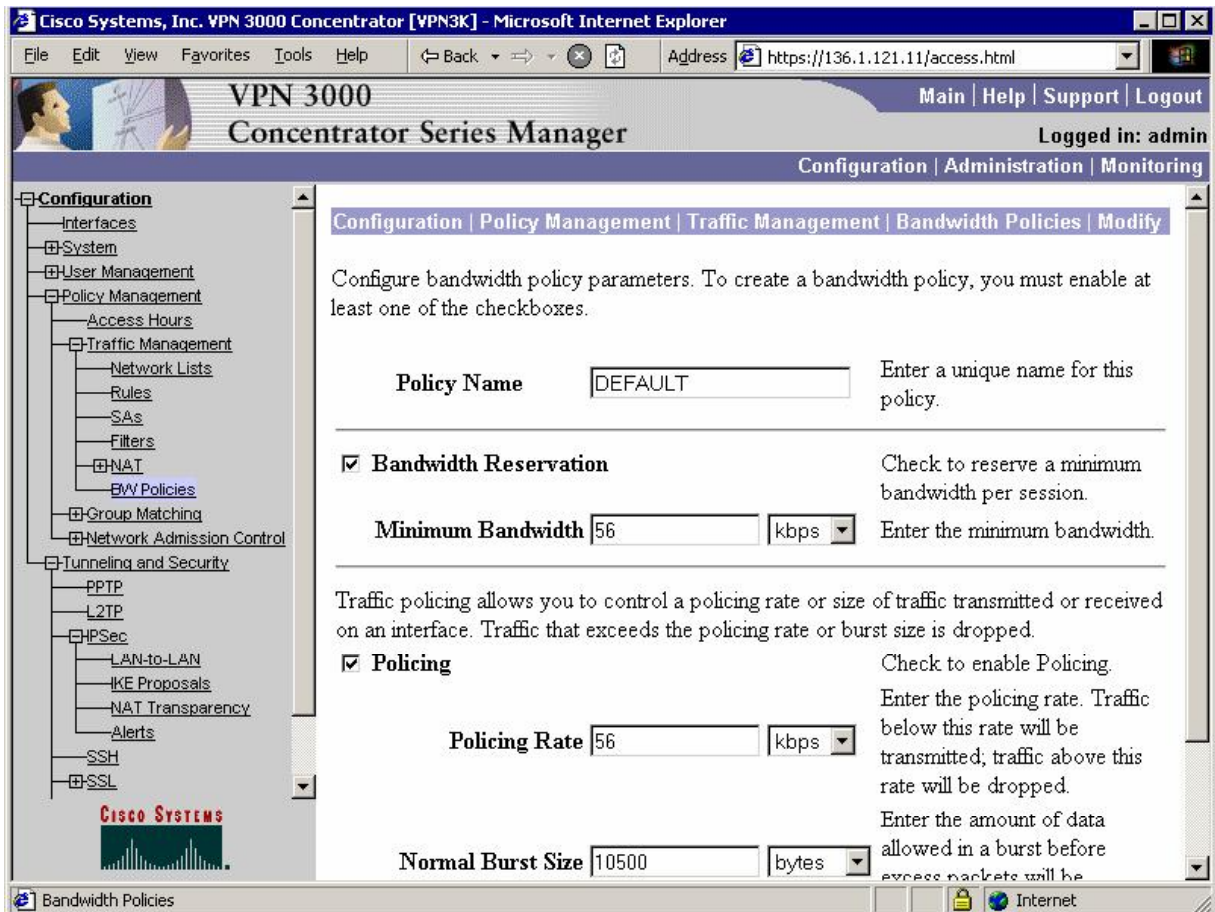 Cisco Systems, Inc. VPN 3000 Concentrator [VPN3K] - Microsoft Internet Explorer
File Edit View Favorites Tools Help Back Address https://136.1.121.11/access.html
VPN 3000
Concentrator Series Manager
Main | Help | Support | Logout
Logged in: admin
Configuration | Administration | Monitoring
Configuration
Interfaces
System
User Management
Policy Management
Access Hours
Traffic Management
Network Lists
Rules
SAs
Filters
NAT
BW Policies
Group Matching
Network Admission Control
Tunneling and Security
PPTP
L2TP
IPSec
LAN-to-LAN
IKE Proposals
NAT Transparency
Alerts
SSH
SSL
CISCO SYSTEMS
Configuration | Policy Management | Traffic Management | Bandwidth Policies | Modify
Configure bandwidth policy parameters. To create a bandwidth policy, you must enable at
least one of the checkboxes.
Policy Name DEFAULT Enter a unique name for this
policy.
Bandwidth Reservation Check to reserve a minimum
bandwidth per session.
Minimum Bandwidth 56 kbps Enter the minimum bandwidth.
Traffic policing allows you to control a policing rate or size of traffic transmitted or received
on an interface. Traffic that exceeds the policing rate or burst size is dropped.
Policing Check to enable Policing.
Enter the policing rate. Traffic
below this rate will be
Policing Rate 56 kbps
transmitted; traffic above this
rate will be dropped.
Enter the amount of data
allowed in a burst before
Normal Burst Size 10500 bytes
excess packets will be
Bandwidth Policies Internet